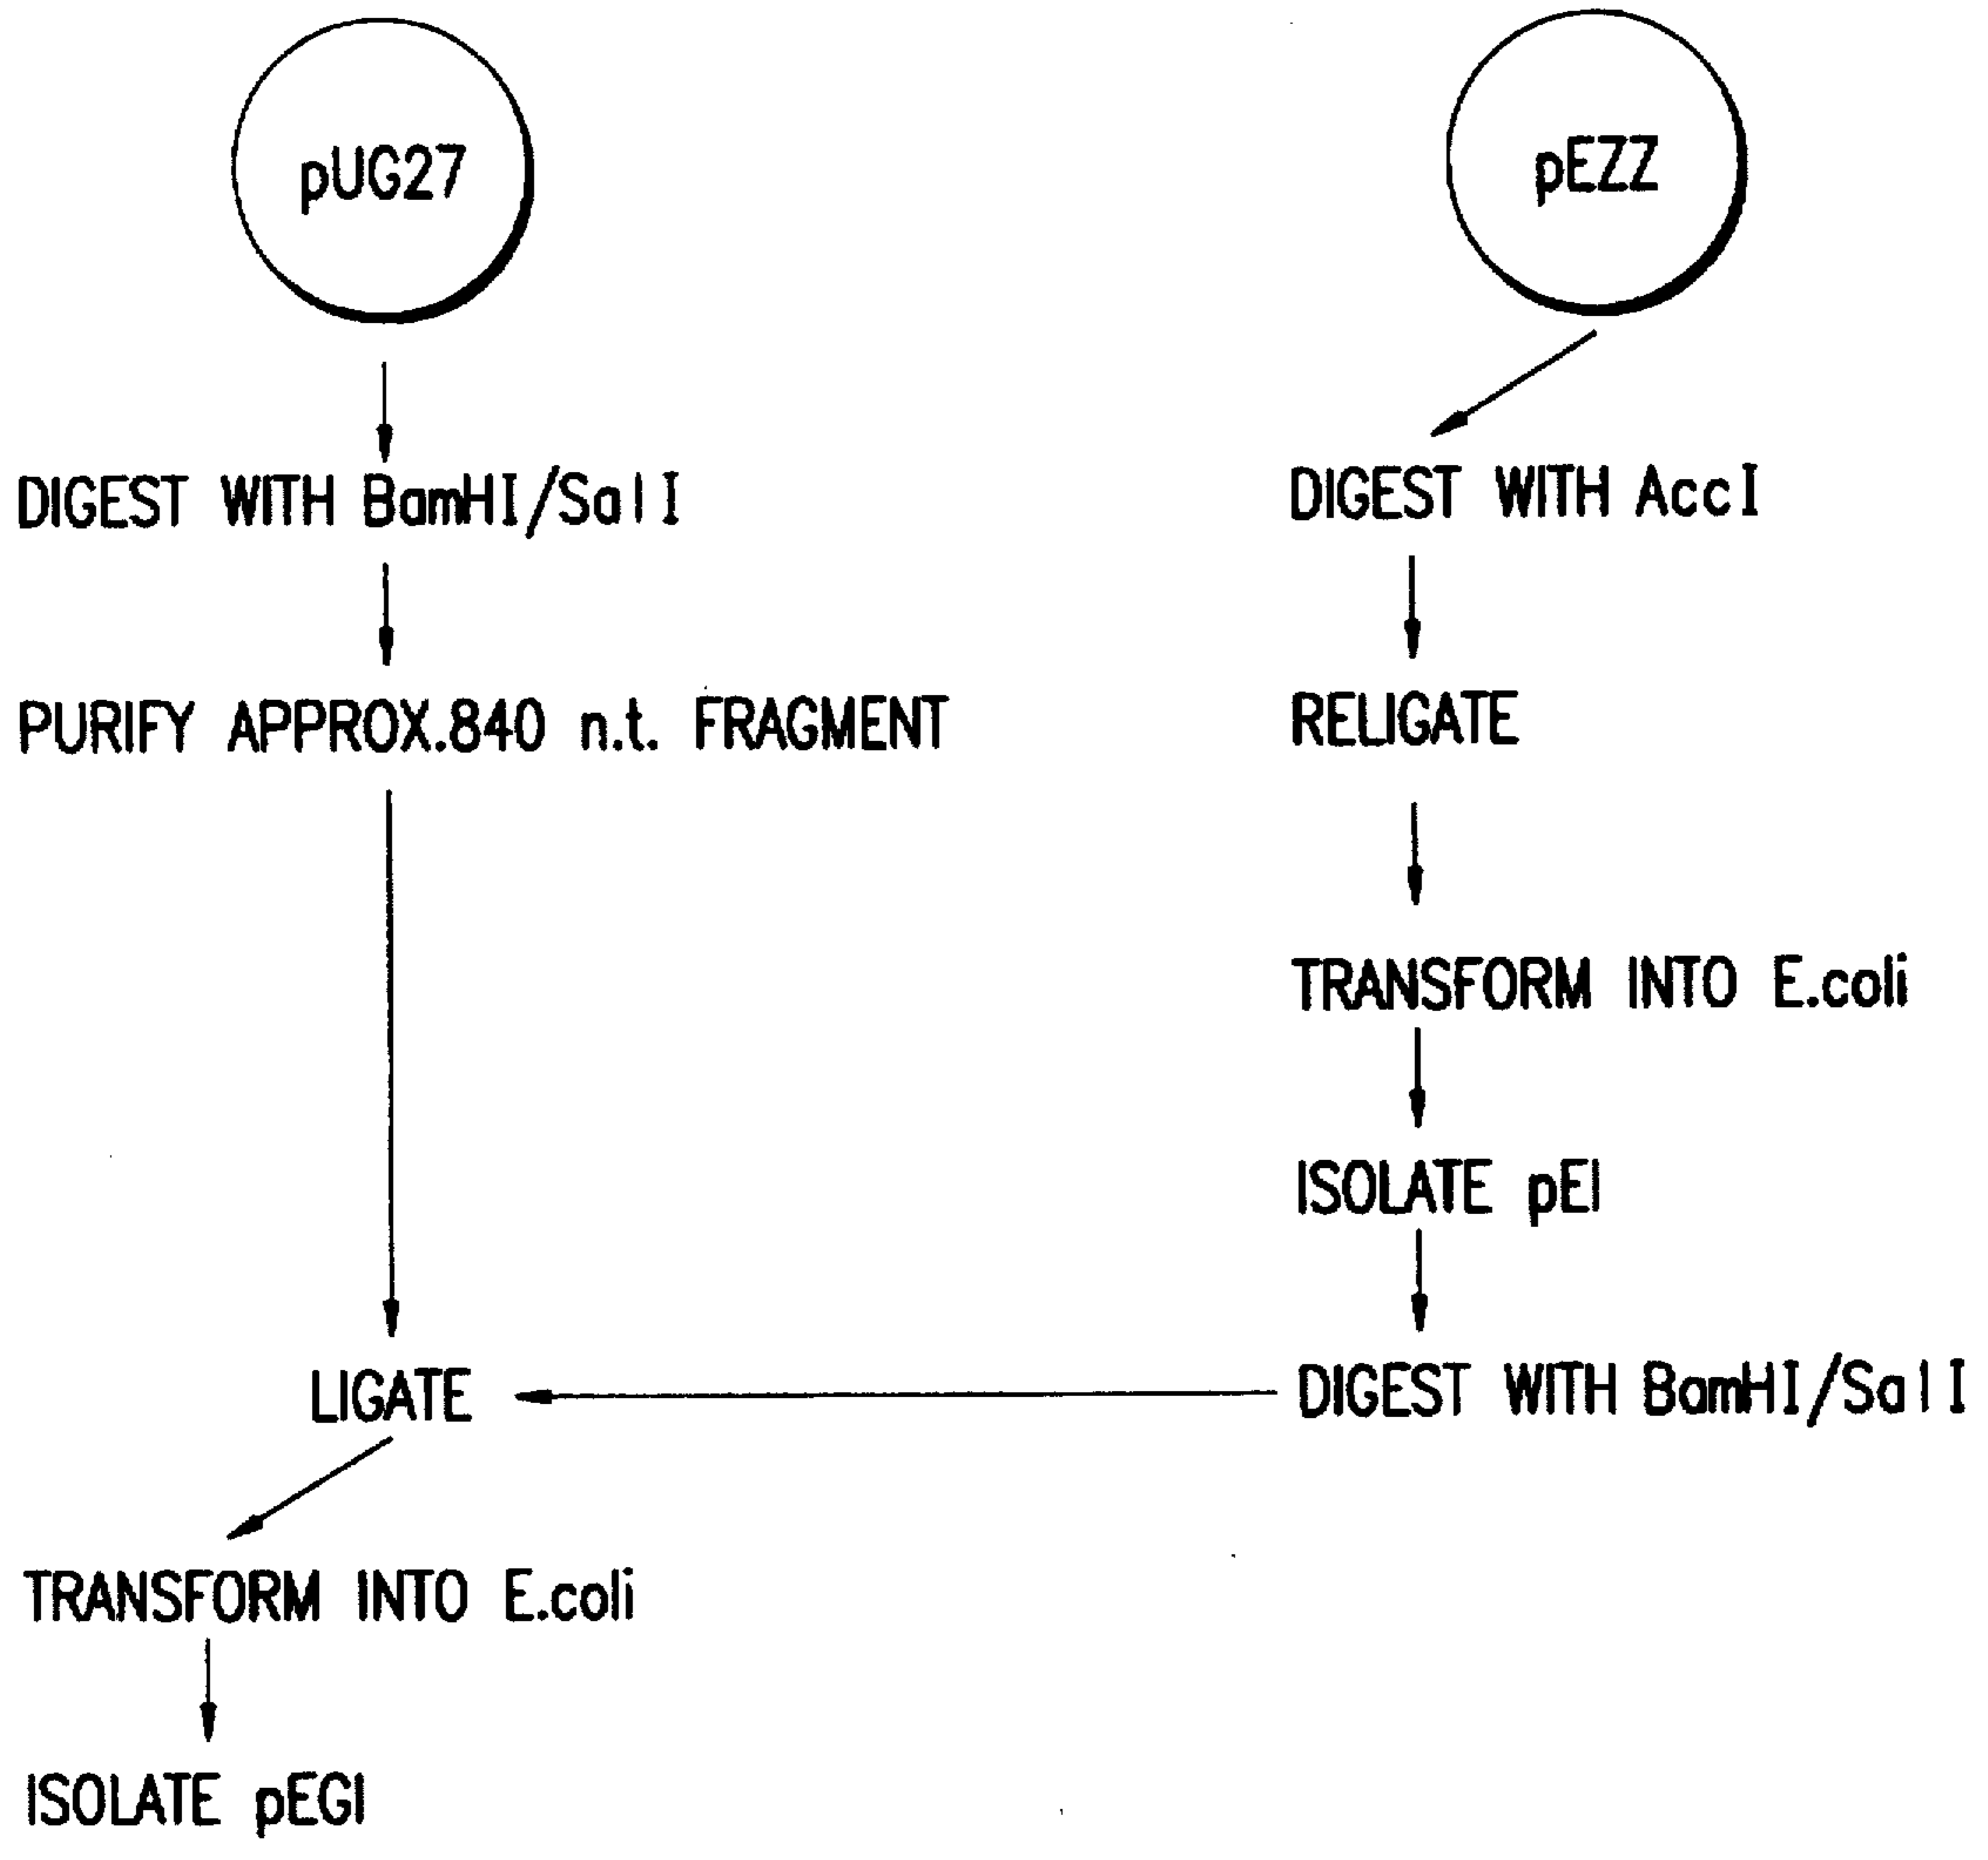 pUG27
pEZZ
DIGEST WITH BamHI/SalI
DIGEST WITH AccI
PURIFY APPROX.840 n.t. FRAGMENT
RELIGATE
TRANSFORM INTO E.coli
ISOLATE pEI
LIGATE
DIGEST WITH BamHI/SalI
TRANSFORM INTO E.coli
ISOLATE pEGI